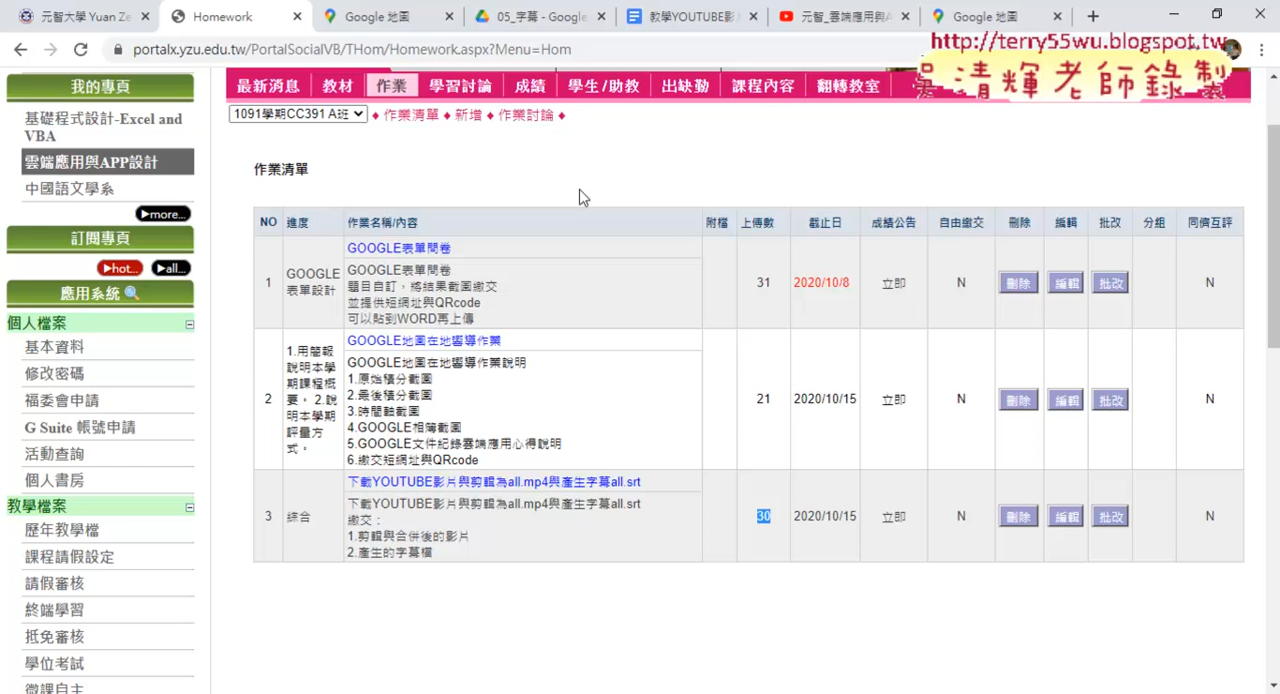 元智大學 Yuan Ze
Homework
Google 地圖
05_字幕 - Google
教學YOUTUBE影
元智_雲端應用與A
Google 地圖
portalx.yzu.edu.tw/PortalSocialVB/THom/Homework.aspx?Menu=Hom
http://terry55wu.blogspot.tw
吳清輝老師錄製
我的專頁
基礎程式設計-Excel and
VBA
雲端應用與APP設計
中國語文學系
▶more...
訂閱專頁
▶hot...
▶all...
應用系統
個人檔案
基本資料
修改密碼
福委會申請
G Suite 帳號申請
活動查詢
個人書房
教學檔案
歷年教學檔
課程請假設定
請假審核
終端學習
抵免審核
學位考試
微課自主
最新消息
教材
作業
學習討論
成績
學生/助教
出缺勤
課程內容
翻轉教室
1091學期CC391 A班
♦ 作業清單 ♦ 新增 ♦ 作業討論 ♦
作業清單
NO 進度 作業名稱/內容 附檔 上傳數 截止日 成績公告 自由繳交 刪除 編輯 批改 分組 同儕互評
GOOGLE表單問卷
1 GOOGLE表單設計 31 2020/10/8 立即 N 刪除 編輯 批改 N
GOOGLE表單問卷
題目自訂，將結果截圖繳交
並提供短網址與QRcode
可以貼到WORD再上傳
GOOGLE地圖在地嚮導作業
2 21 2020/10/15 立即 N 刪除 編輯 批改 N
1.用簡報
說明本學
期課程概
要。 2.說
明本學期
評量方
式。
GOOGLE地圖在地嚮導作業說明
1.原始積分截圖
2.最後積分截圖
3.時間軸截圖
4.GOOGLE相簿截圖
5.GOOGLE文件紀錄雲端應用心得說明
6.繳交短網址與QRcode
下載YOUTUBE影片與剪輯為all.mp4與產生字幕all.srt
3 綜合 30 2020/10/15 立即 N 刪除 編輯 批改 N
下載YOUTUBE影片與剪輯為all.mp4與產生字幕all.srt
繳交：
1.剪輯與合併後的影片
2.產生的字幕檔